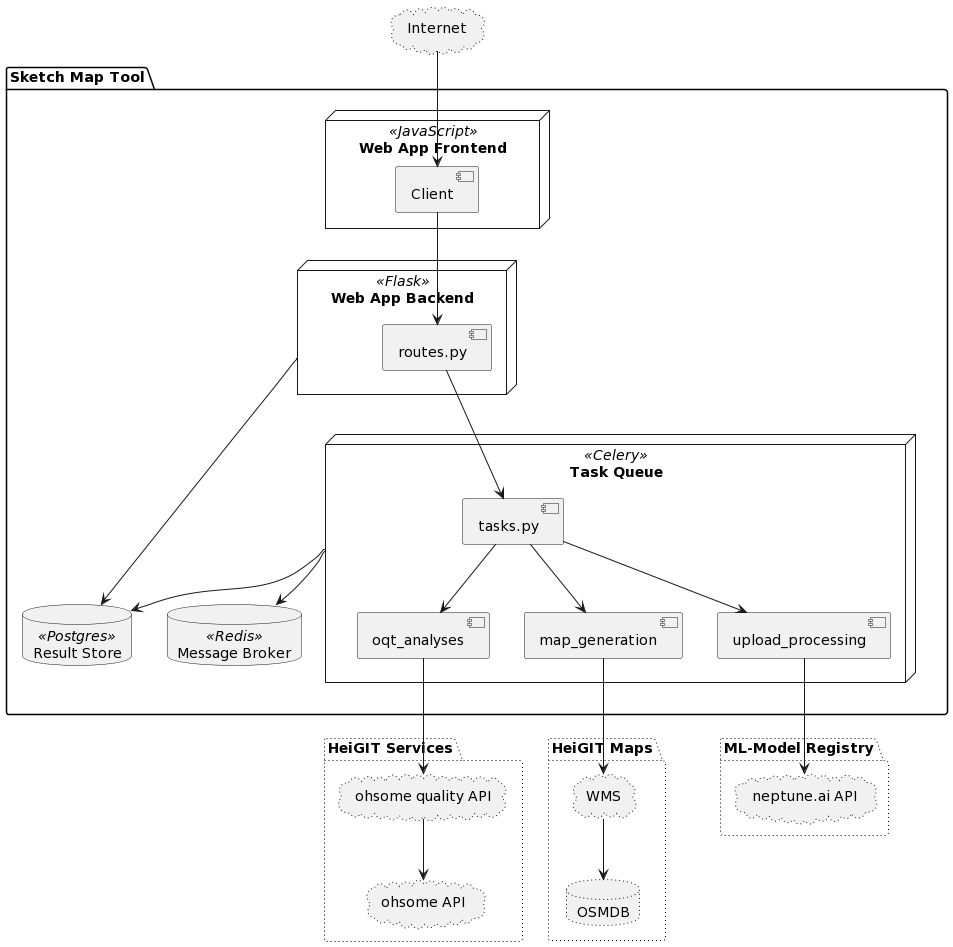 Internet
Sketch Map Tool
«JavaScript»
Web App Frontend
Client
«Flask»
Web App Backend
routes.py
«Celery»
Task Queue
tasks.py
«Postgres»
Result Store
«Redis»
Message Broker
oqt_analyses
map_generation
upload_processing
HeiGIT Services
HeiGIT Maps
ML-Model Registry
ohsome quality API
WMS
neptune.ai API
ohsome API
OSMDB